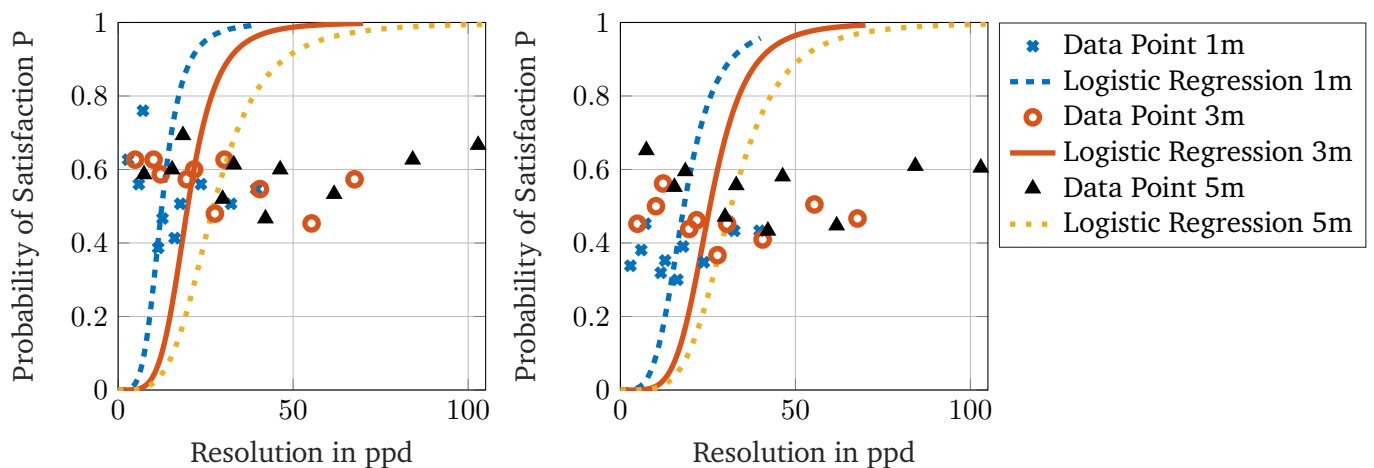 Probability of Satisfaction P
1
0.8
0.6
0.4
0.2
0
0
50
100
Resolution in ppd
Probability of Satisfaction P
1
0.8
0.6
0.4
0.2
0
0
50
100
Resolution in ppd
Data Point 1m
Logistic Regression 1m
Data Point 3m
Logistic Regression 3m
Data Point 5m
Logistic Regression 5m